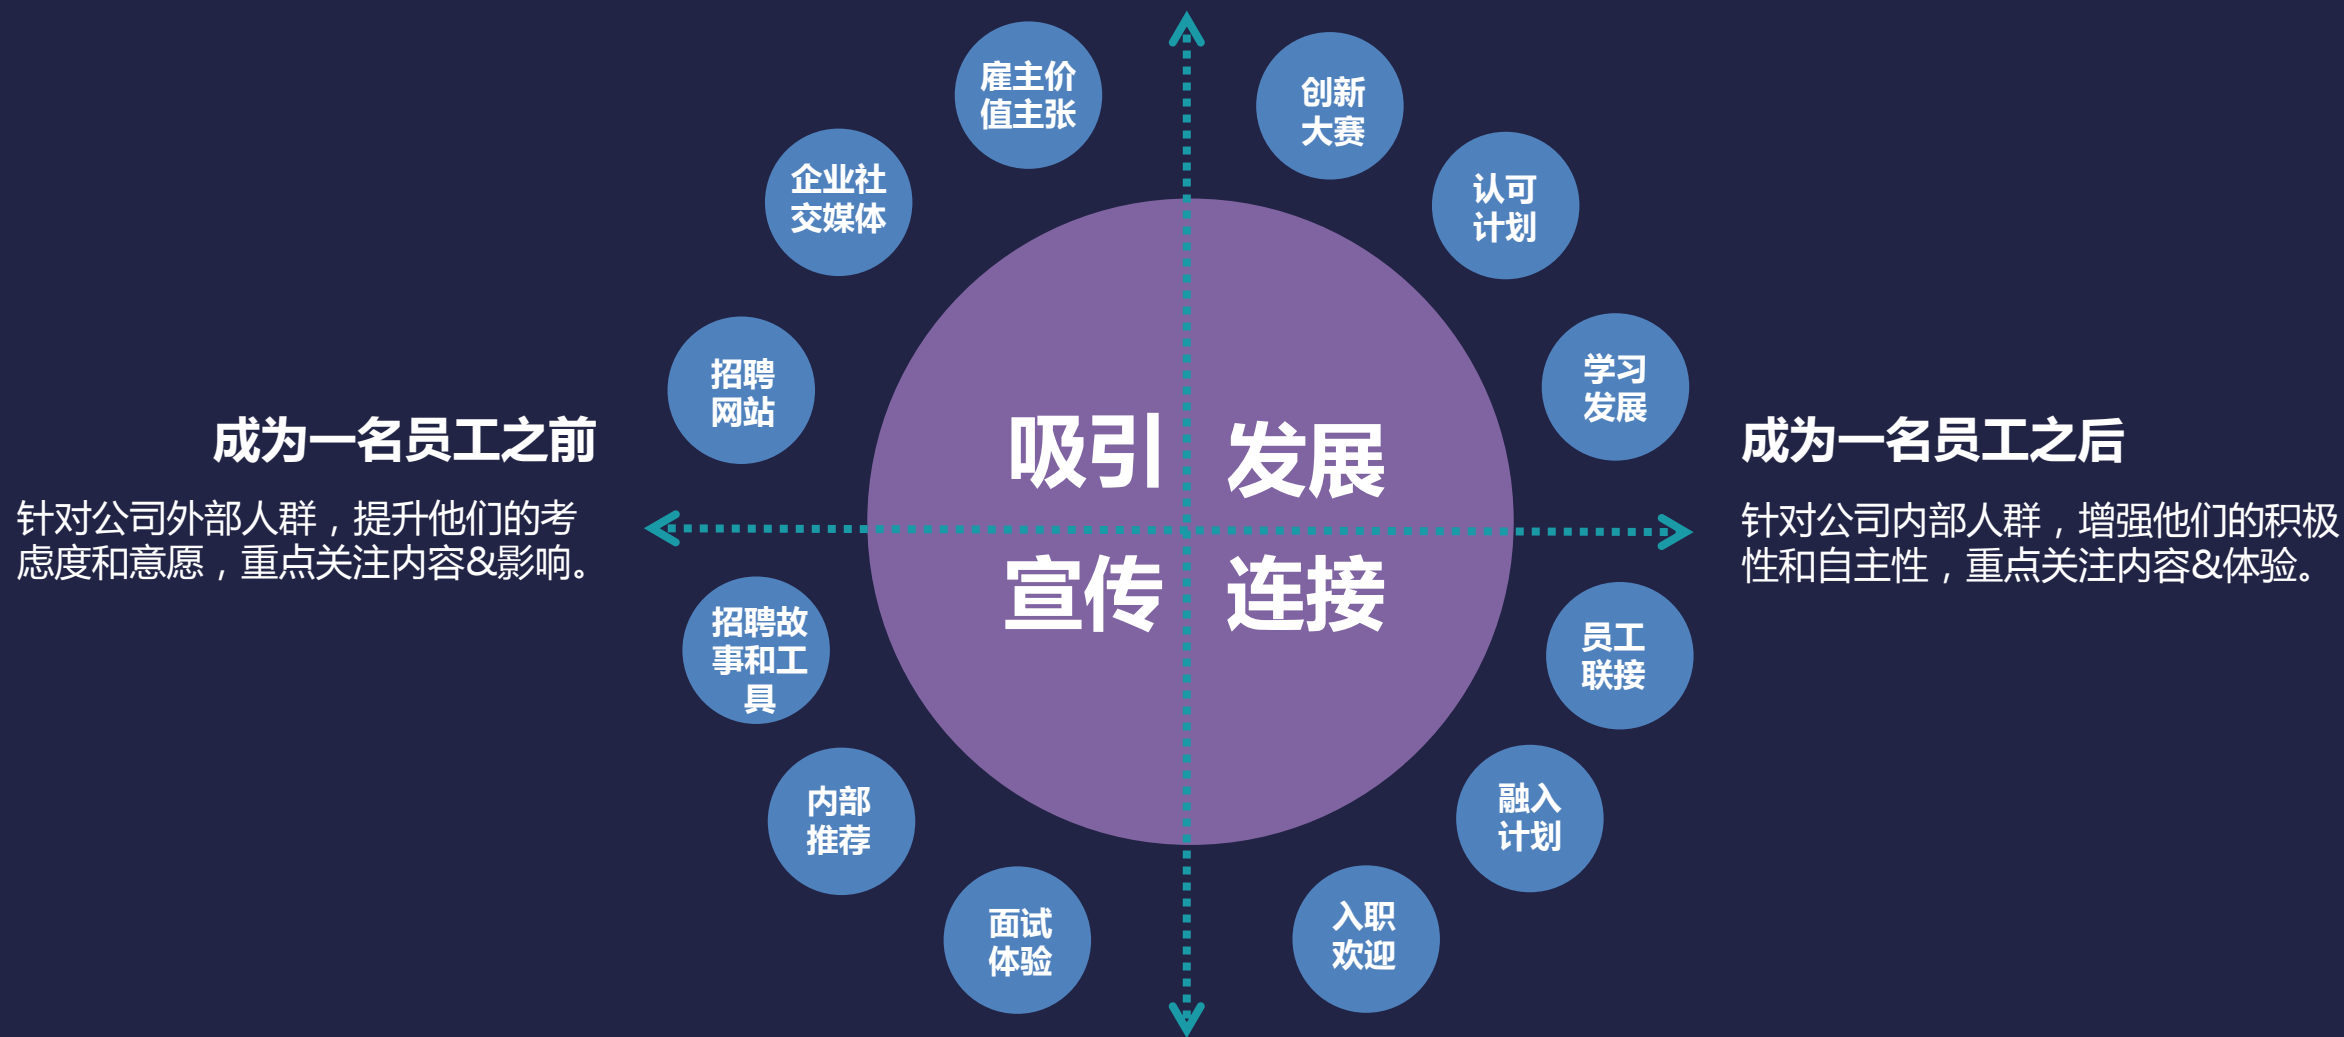 雇主价
值主张
创新
大赛
企业社
交媒体
认可
计划
招聘
网站
学习
发展
成为一名员工之前
针对公司外部人群，提升他们的考
虑度和意愿，重点关注内容&影响。
吸引
发展
宣传
连接
成为一名员工之后
针对公司内部人群，增强他们的积极
性和自主性，重点关注内容&体验。
招聘故
事和工
具
员工
联接
内部
推荐
融入
计划
面试
体验
入职
欢迎